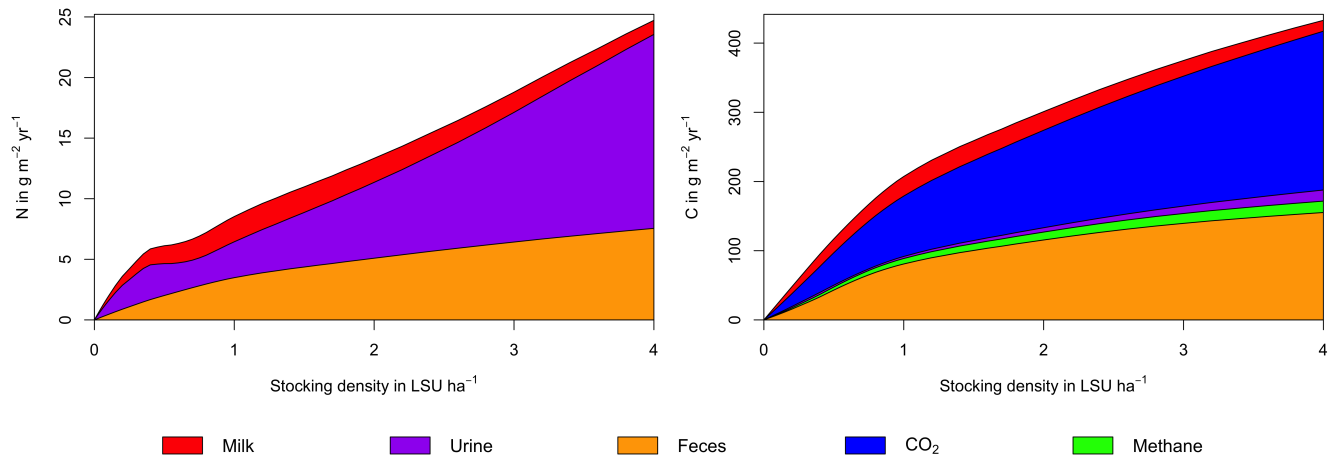 N in g m−2 yr−1
25
20
15
10
5
0
0 1 2 3 4
Stocking density in LSU ha−1
C in g m−2 yr−1
400
300
200
100
0
0 1 2 3 4
Stocking density in LSU ha−1
Milk Urine Feces CO2 Methane